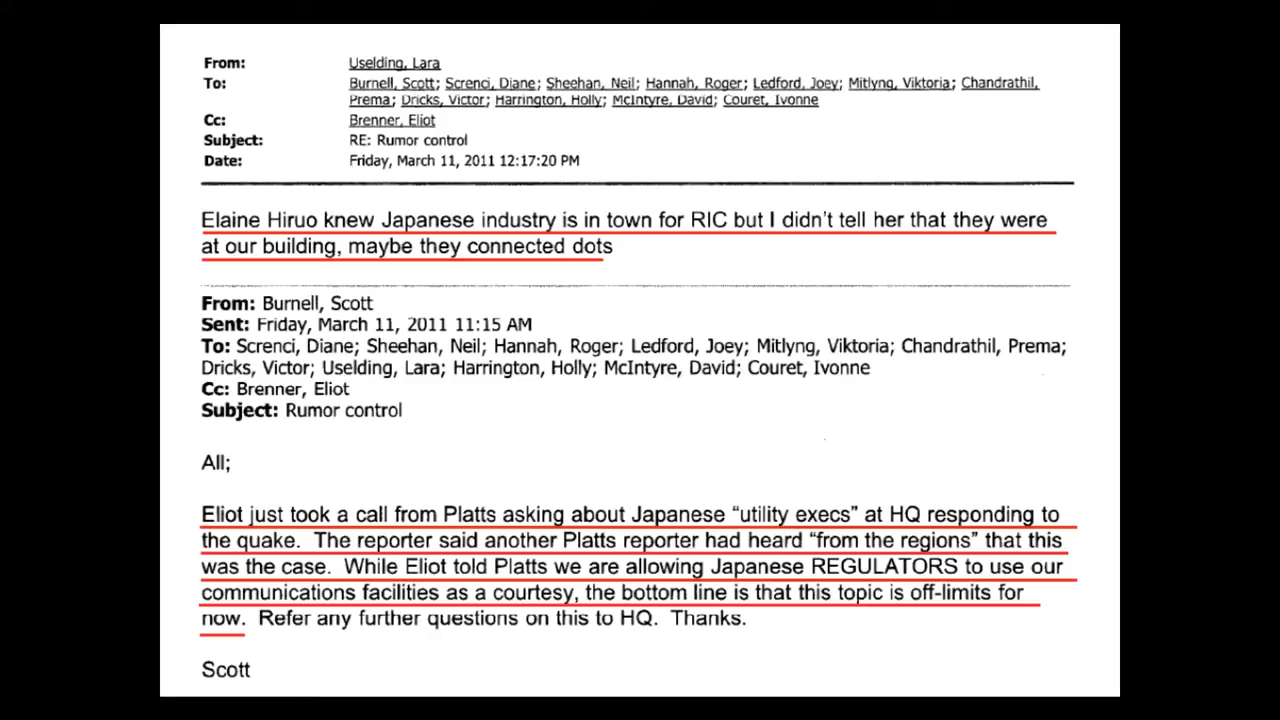 From: Uselding, Lara
To: Burnell, Scott; Screnci, Diane; Sheehan, Neil; Hannah, Roger; Ledford, Joey; Mitlyng, Viktoria; Chandrathil,
Prema; Dricks, Victor; Harrington, Holly; McIntyre, David; Couret, Ivonne
Cc: Brenner, Eliot
Subject: RE: Rumor control
Date: Friday, March 11, 2011 12:17:20 PM
Elaine Hiruo knew Japanese industry is in town for RIC but I didn't tell her that they were
at our building, maybe they connected dots
From: Burnell, Scott
Sent: Friday, March 11, 2011 11:15 AM
To: Screnci, Diane; Sheehan, Neil; Hannah, Roger; Ledford, Joey; Mitlyng, Viktoria; Chandrathil, Prema;
Dricks, Victor; Uselding, Lara; Harrington, Holly; McIntyre, David; Couret, Ivonne
Cc: Brenner, Eliot
Subject: Rumor control
All;
Eliot just took a call from Platts asking about Japanese “utility execs” at HQ responding to
the quake.  The reporter said another Platts reporter had heard “from the regions” that this
was the case.  While Eliot told Platts we are allowing Japanese REGULATORS to use our
communications facilities as a courtesy, the bottom line is that this topic is off-limits for
now.  Refer any further questions on this to HQ.  Thanks.
Scott